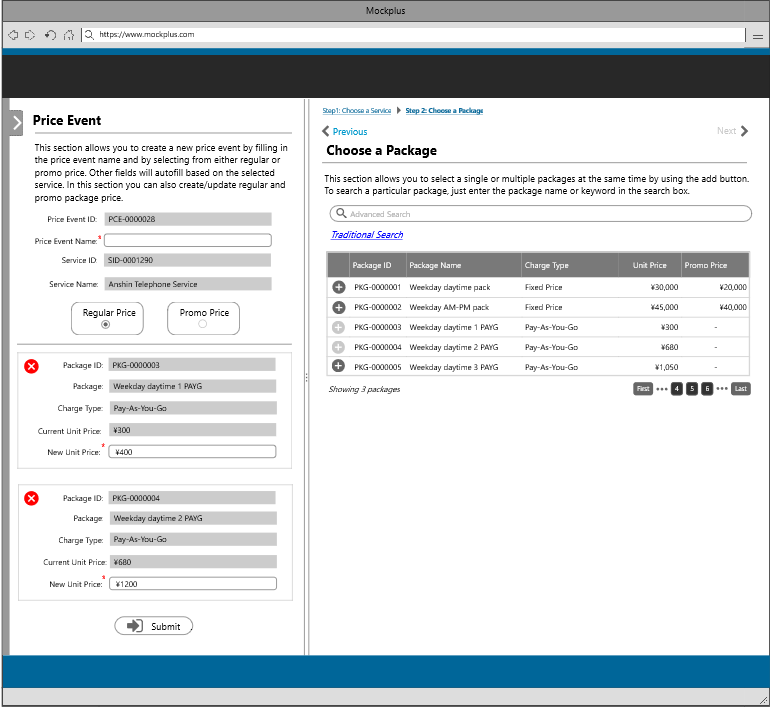 Mockplus
https://www.mockplus.com
Price Event
This section allows you to create a new price event by filling in
the price event name and by selecting from either regular or
promo price. Other fields will autofill based on the selected
service. In this section you can also create/update regular and
promo package price.
Price Event ID: PCE-0000028
Price Event Name:*
Service ID: SID-0001290
Service Name: Anshin Telephone Service
Regular Price Promo Price
Package ID: PKG-0000003
Package: Weekday daytime 1 PAYG
Charge Type: Pay-As-You-Go
Current Unit Price: ¥300
New Unit Price:* ¥400
Package ID: PKG-0000004
Package: Weekday daytime 2 PAYG
Charge Type: Pay-As-You-Go
Current Unit Price: ¥680
New Unit Price:* ¥1200
Submit
Step1: Choose a Service Step 2: Choose a Package
Previous Next
Choose a Package
This section allows you to select a single or multiple packages at the same time by using the add button.
To search a particular package, just enter the package name or keyword in the search box.
Advanced Search
Traditional Search
Package ID Package Name Charge Type Unit Price Promo Price
PKG-0000001 Weekday daytime pack Fixed Price ¥30,000 ¥20,000
PKG-0000002 Weekday AM-PM pack Fixed Price ¥45,000 ¥40,000
PKG-0000003 Weekday daytime 1 PAYG Pay-As-You-Go ¥300 -
PKG-0000004 Weekday daytime 2 PAYG Pay-As-You-Go ¥680 -
PKG-0000005 Weekday daytime 3 PAYG Pay-As-You-Go ¥1,050 -
Showing 3 packages First ••• 4 5 6 ••• Last